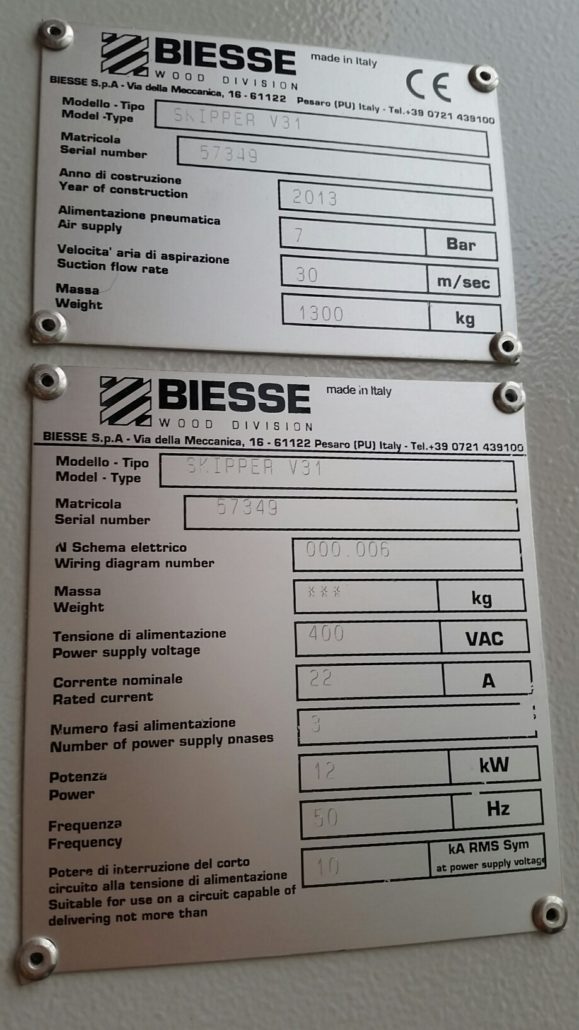 BIESSE made in Italy CE
WOOD DIVISION
BIESSE S.p.A - Via della Meccanica, 16 - 61122 Pesaro (PU) Italy - Tel.+39 0721 439100
Modello - Tipo
Model -Type SKIPPER V31
Matricola
Serial number 57349
Anno di costruzione
Year of construction 2013
Alimentazione pneumatica
Air supply 7 Bar
Velocita' aria di aspirazione
Suction flow rate 30 m/sec
Massa
Weight 1300 kg
BIESSE made in Italy
WOOD DIVISION
BIESSE S.p.A - Via della Meccanica, 16 - 61122 Pesaro (PU) Italy - Tel.+39 0721 439100
Modello - Tipo
Model - Type SKIPPER V31
Matricola
Serial number 57349
N Schema elettrico
Wiring diagram number 000.006
Massa
Weight *** kg
Tensione di alimentazione
Power supply voltage 400 VAC
Corrente nominale
Rated current 22 A
Numero fasi alimentazione
Number of power supply phases 3
Potenza
Power 12 kW
Frequenza
Frequency 50 Hz
Potere di interruzione del corto
circuito alla tensione di alimentazione
Suitable for use on a circuit capable of
delivering not more than
10 kA RMS Sym
at power supply voltage